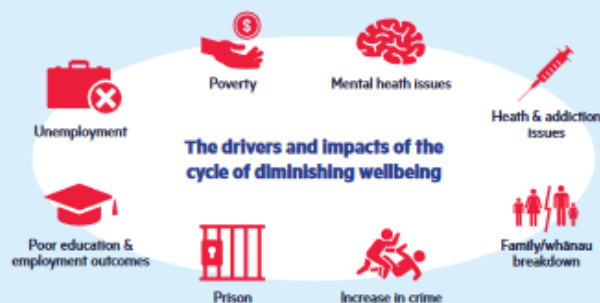 $
Poverty
Mental heath issues
Unemployment
Heath & addiction
issues
The drivers and impacts of the
cycle of diminishing wellbeing
Poor education &
employment outcomes
Family/whānau
breakdown
Prison
Increase in crime